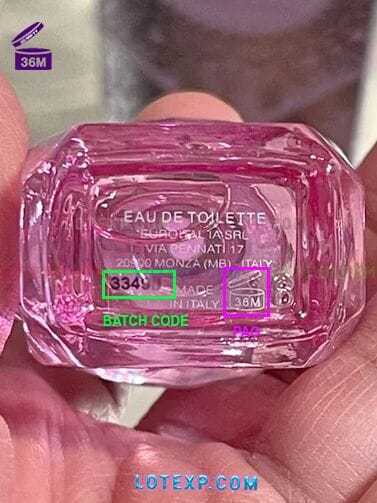 36M
EAU DE TOILETTE
EUROITALIA SRL
VIA PENNATI 17
20900 MONZA (MB) - ITALY
3349
MADE
IN ITALY
36M
BATCH CODE
PAO
LOTEXP.COM